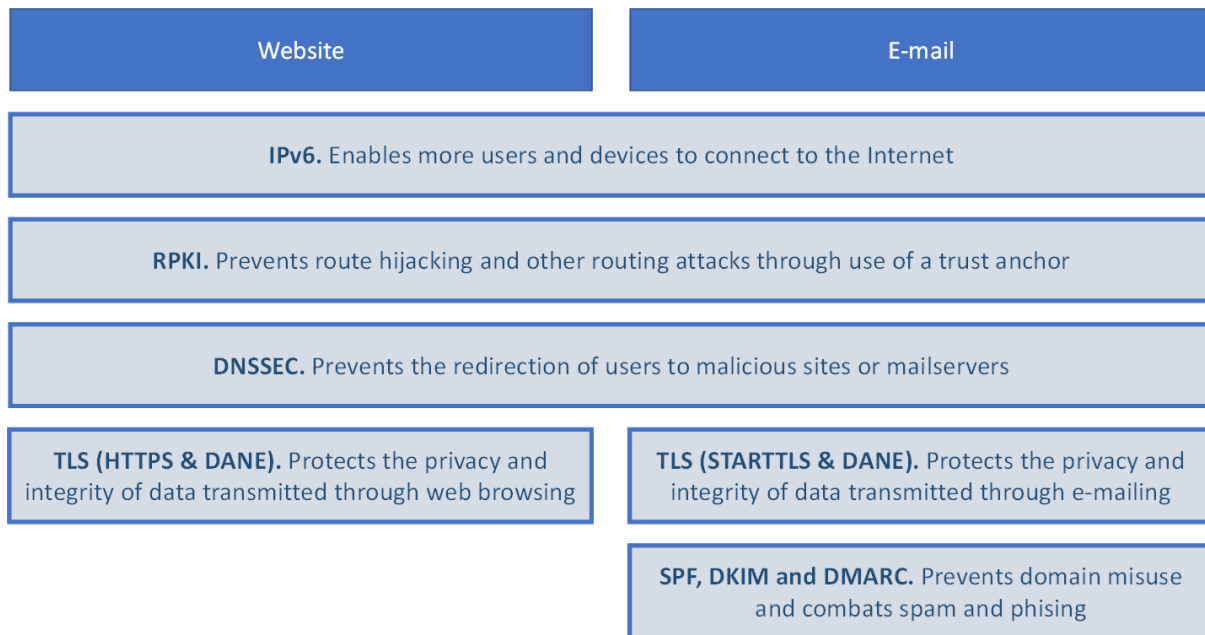 Website
E-mail
IPv6. Enables more users and devices to connect to the Internet
RPKI. Prevents route hijacking and other routing attacks through use of a trust anchor
DNSSEC. Prevents the redirection of users to malicious sites or mailservers
TLS (HTTPS & DANE). Protects the privacy and
integrity of data transmitted through web browsing
TLS (STARTTLS & DANE). Protects the privacy and
integrity of data transmitted through e-mailing
SPF, DKIM and DMARC. Prevents domain misuse
and combats spam and phising